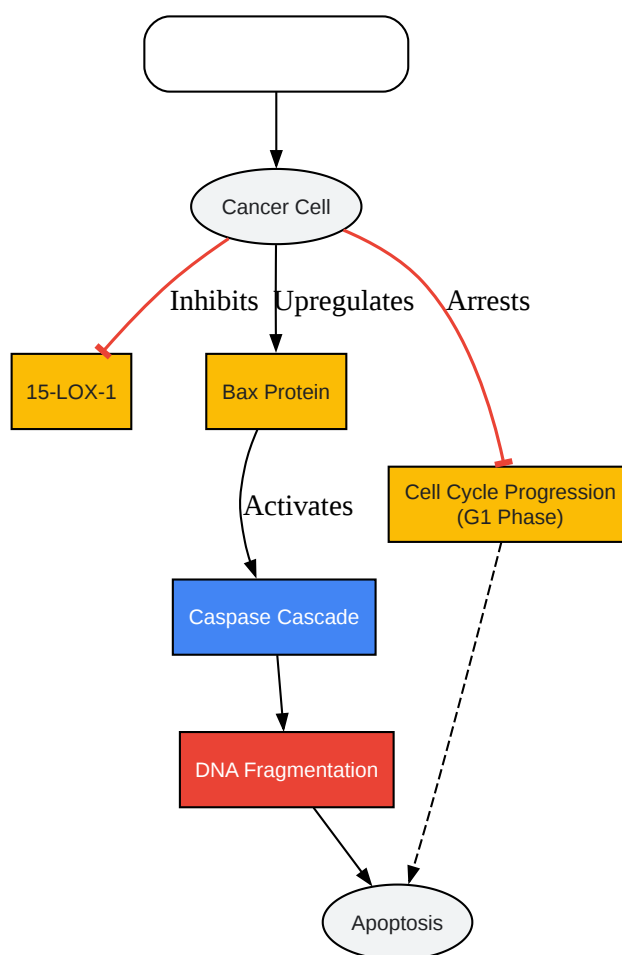 Cancer Cell
Inhibits
Upregulates
Arrests
15-LOX-1
Bax Protein
Cell Cycle Progression
(G1 Phase)
Activates
Caspase Cascade
DNA Fragmentation
Apoptosis